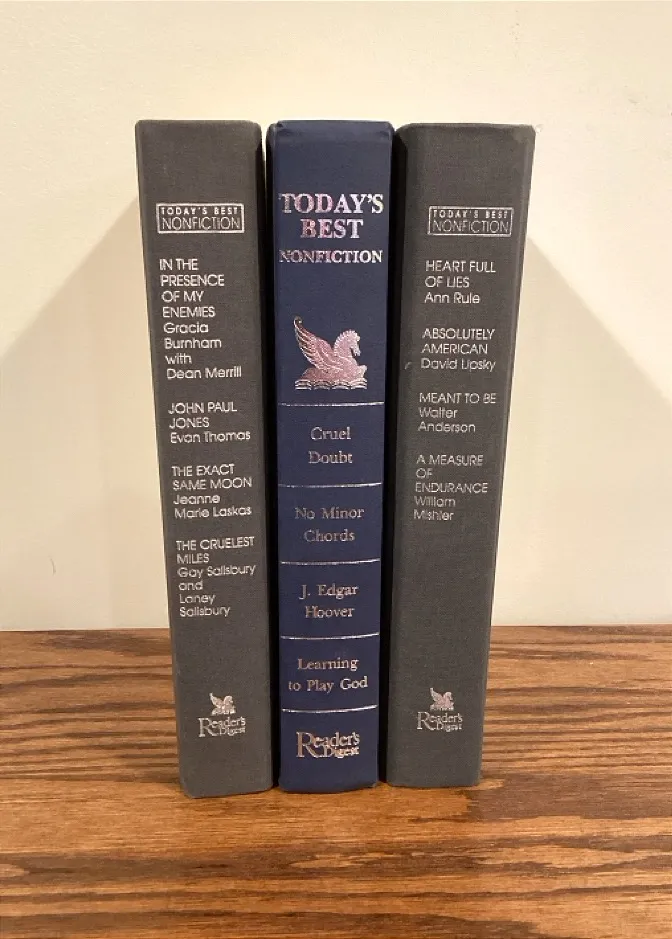 TODAY'S BEST
NONFICTION
IN THE
PRESENCE
OF MY
ENEMIES
Gracia
Burnham
with
Dean Merrill
JOHN PAUL
JONES
Evan Thomas
THE EXACT
SAME MOON
Jeanne
Marie Laskas
THE CRUELEST
MILES
Gay Salisbury
and
Laney
Salisbury
Reader's
Digest
TODAY'S
BEST
NONFICTION
Cruel
Doubt
No Minor
Chords
J. Edgar
Hoover
Learning
to Play God
Reader's
Digest
TODAY'S BEST
NONFICTION
HEART FULL
OF LIES
Ann Rule
ABSOLUTELY
AMERICAN
David Lipsky
MEANT TO BE
Walter
Anderson
A MEASURE
OF
ENDURANCE
William
Mishler
Reader's
Digest